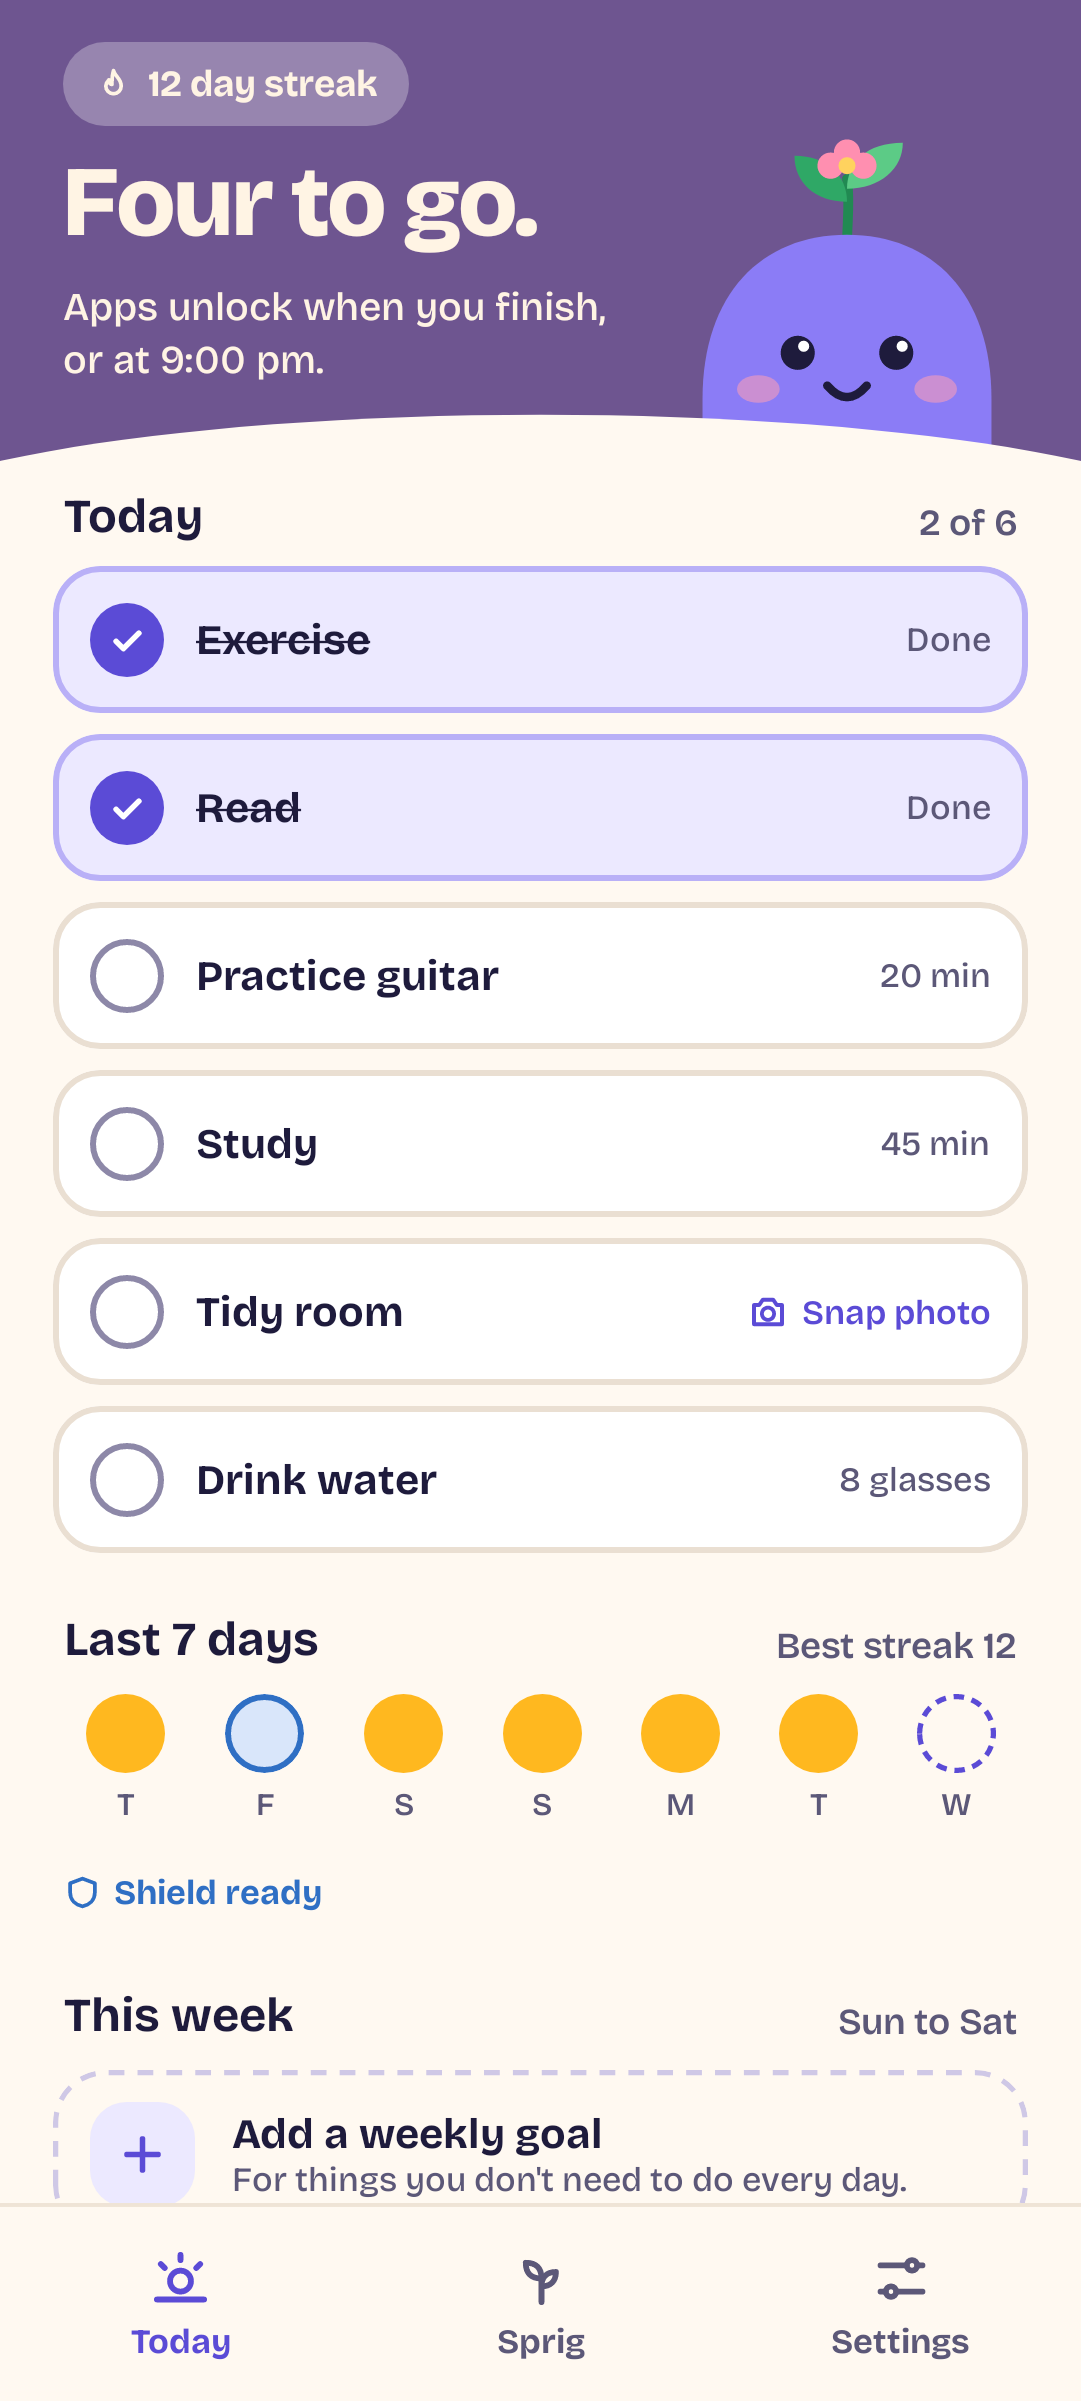 12 day streak
Four to go.
Apps unlock when you finish,
or at 9:00 pm.
Today
2 of 6
Exercise
Done
Read
Done
Practice guitar
20 min
Study
45 min
Tidy room
Snap photo
Drink water
8 glasses
Last 7 days
Best streak 12
T F S S M T W
Shield ready
This week
Sun to Sat
Add a weekly goal
For things you don't need to do every day.
Today
Sprig
Settings